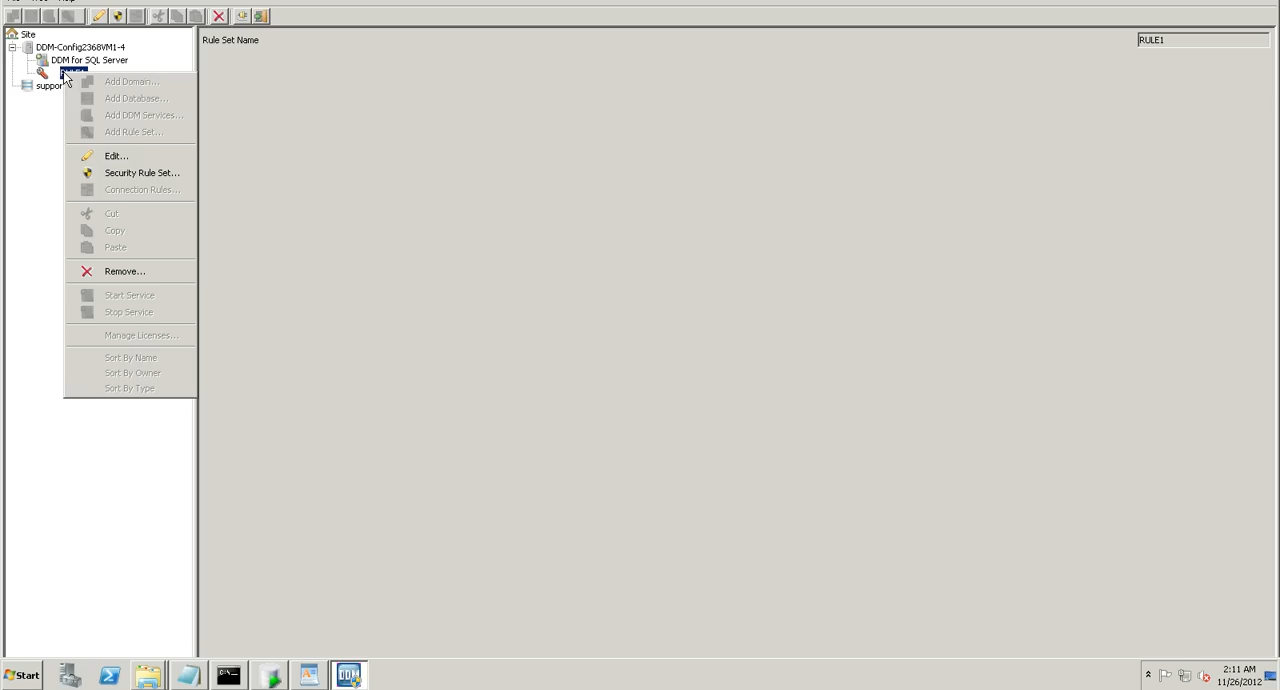 Site
DDM-Config2368VM1-4
DDM for SQL Server
suppor
Rule Set Name
RULE1
Add Domain...
Add Database...
Add DDM Services...
Add Rule Set...
Edit...
Security Rule Set...
Connection Rules...
Cut
Copy
Paste
Remove...
Start Service
Stop Service
Manage Licenses...
Sort By Name
Sort By Owner
Sort By Type
Start
DDM
2:11 AM
11/26/2012